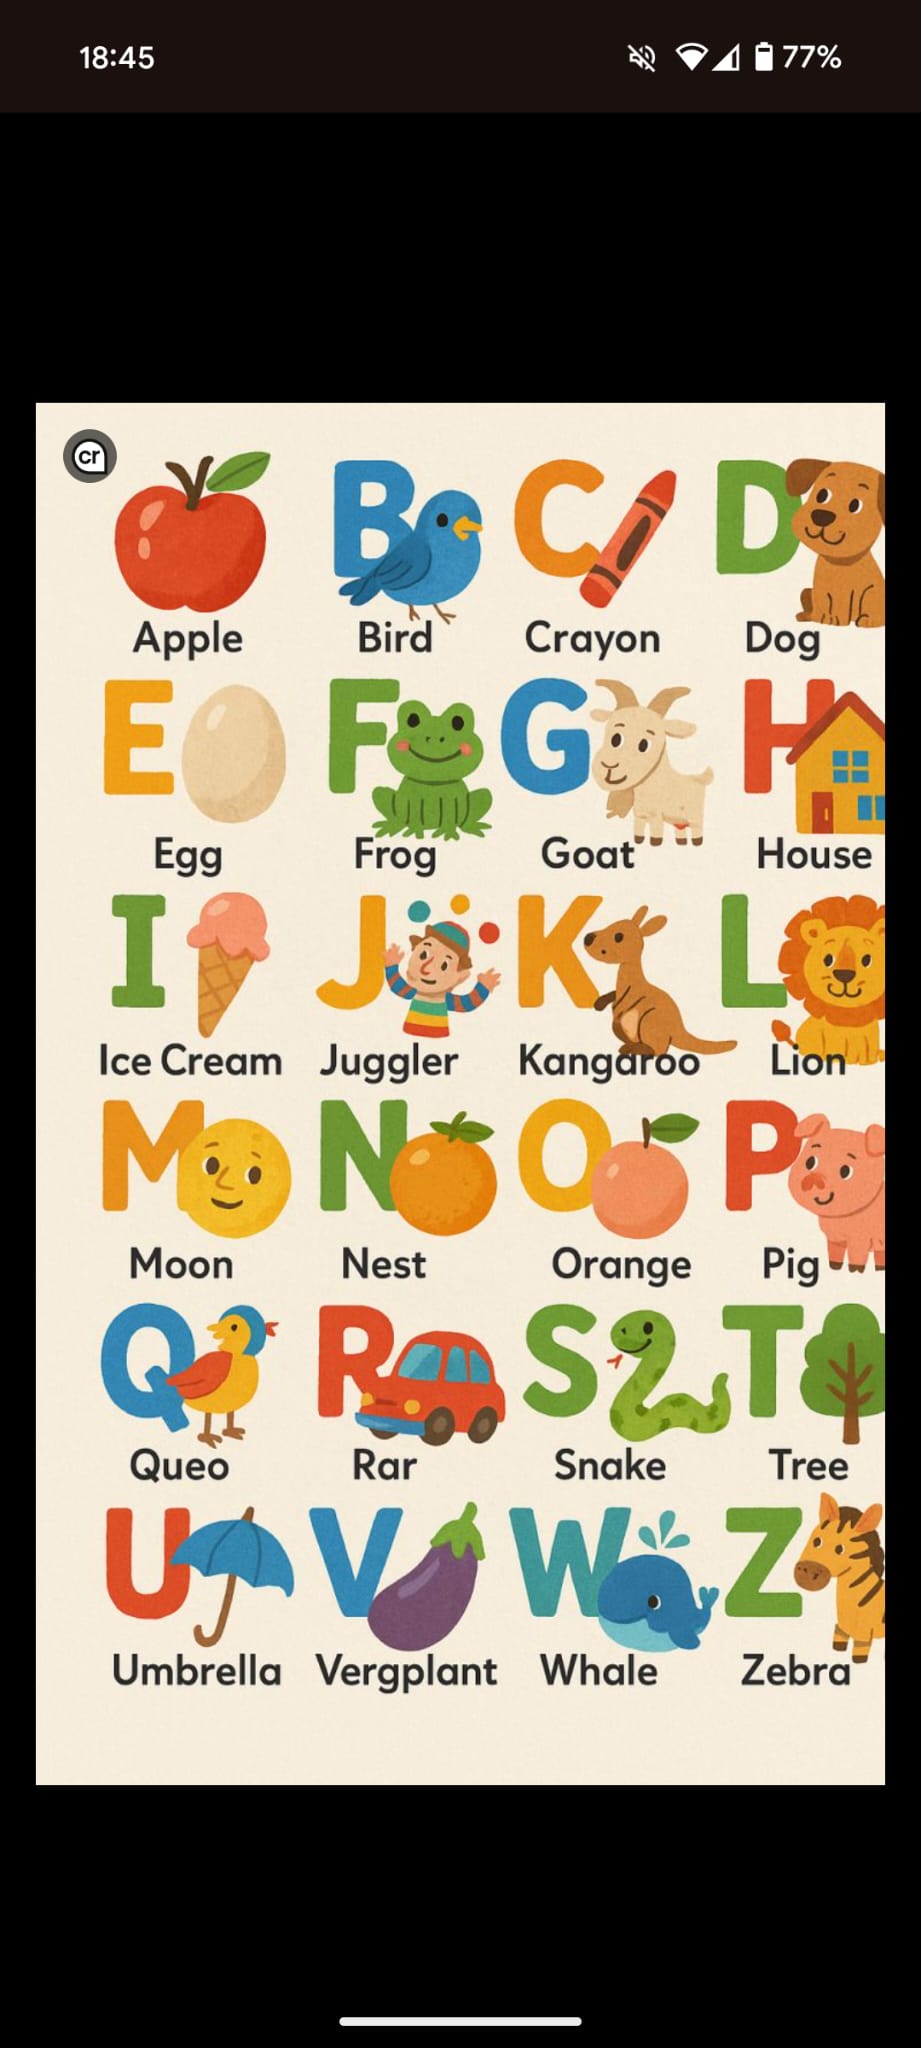 18:45 77%
cr
Apple
B Bird
C Crayon
D Dog
E Egg
F Frog
G Goat
H House
I Ice Cream
J Juggler
K Kangaroo
L Lion
M Moon
N Nest
O Orange
P Pig
Q Queo
R Rar
S Snake
T Tree
U Umbrella
V Vergplant
W Whale
Z Zebra